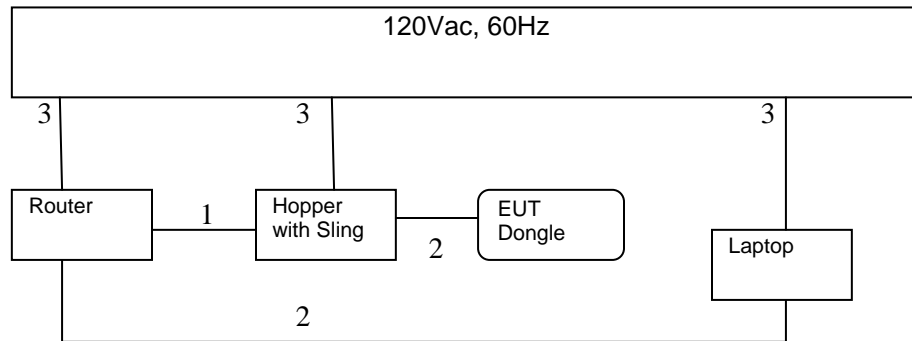 120Vac, 60Hz
3
3
3
Router
1
Hopper
with Sling
2
EUT
Dongle
Laptop
2